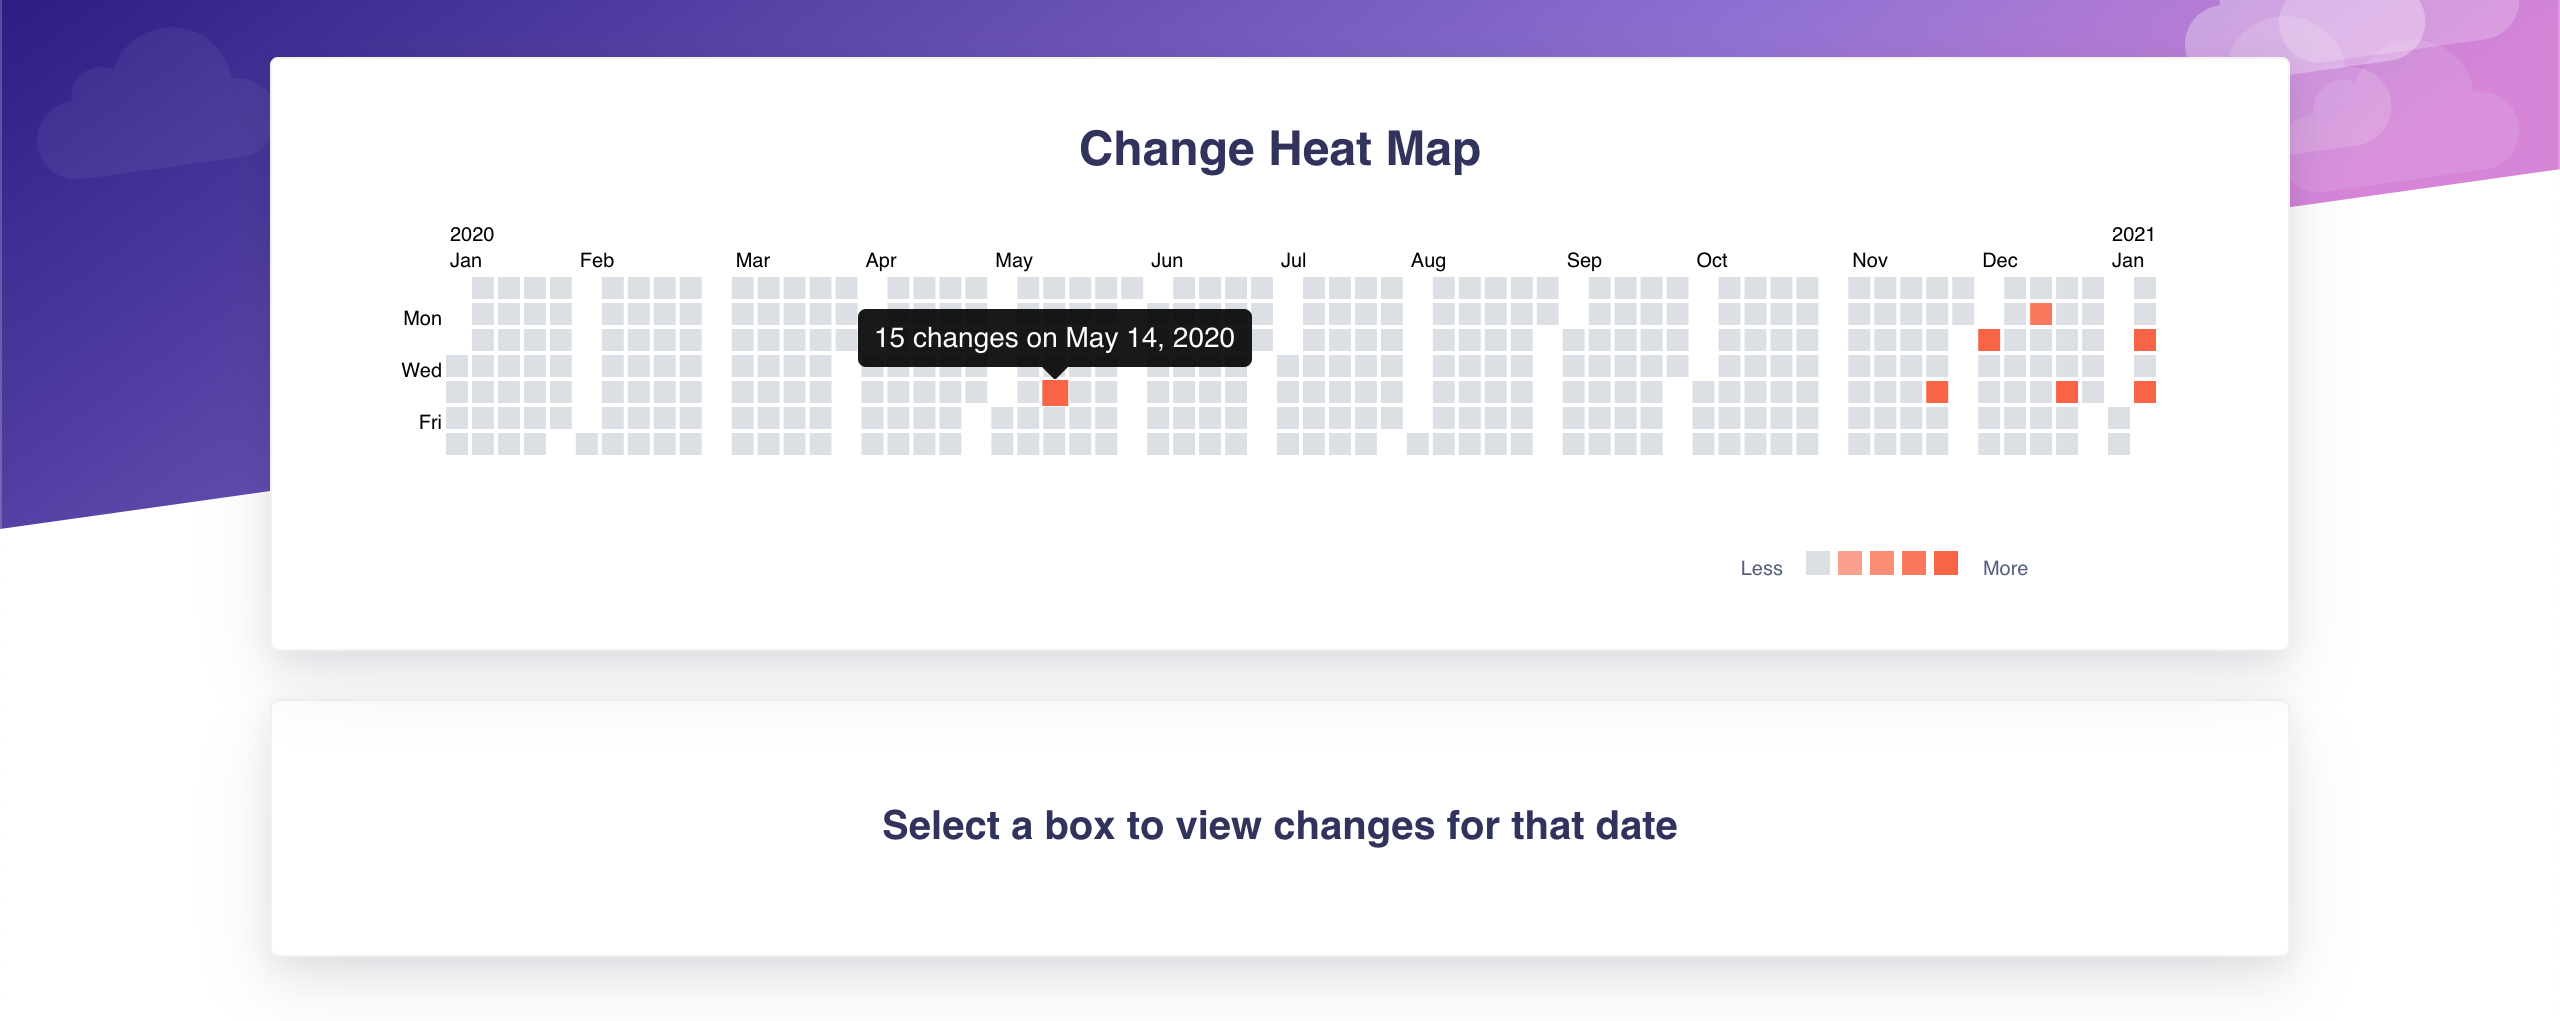 Change Heat Map
2020 2021
Jan Feb Mar Apr May Jun Jul Aug Sep Oct Nov Dec Jan
Mon
15 changes on May 14, 2020
Wed
Fri
Less More
Select a box to view changes for that date